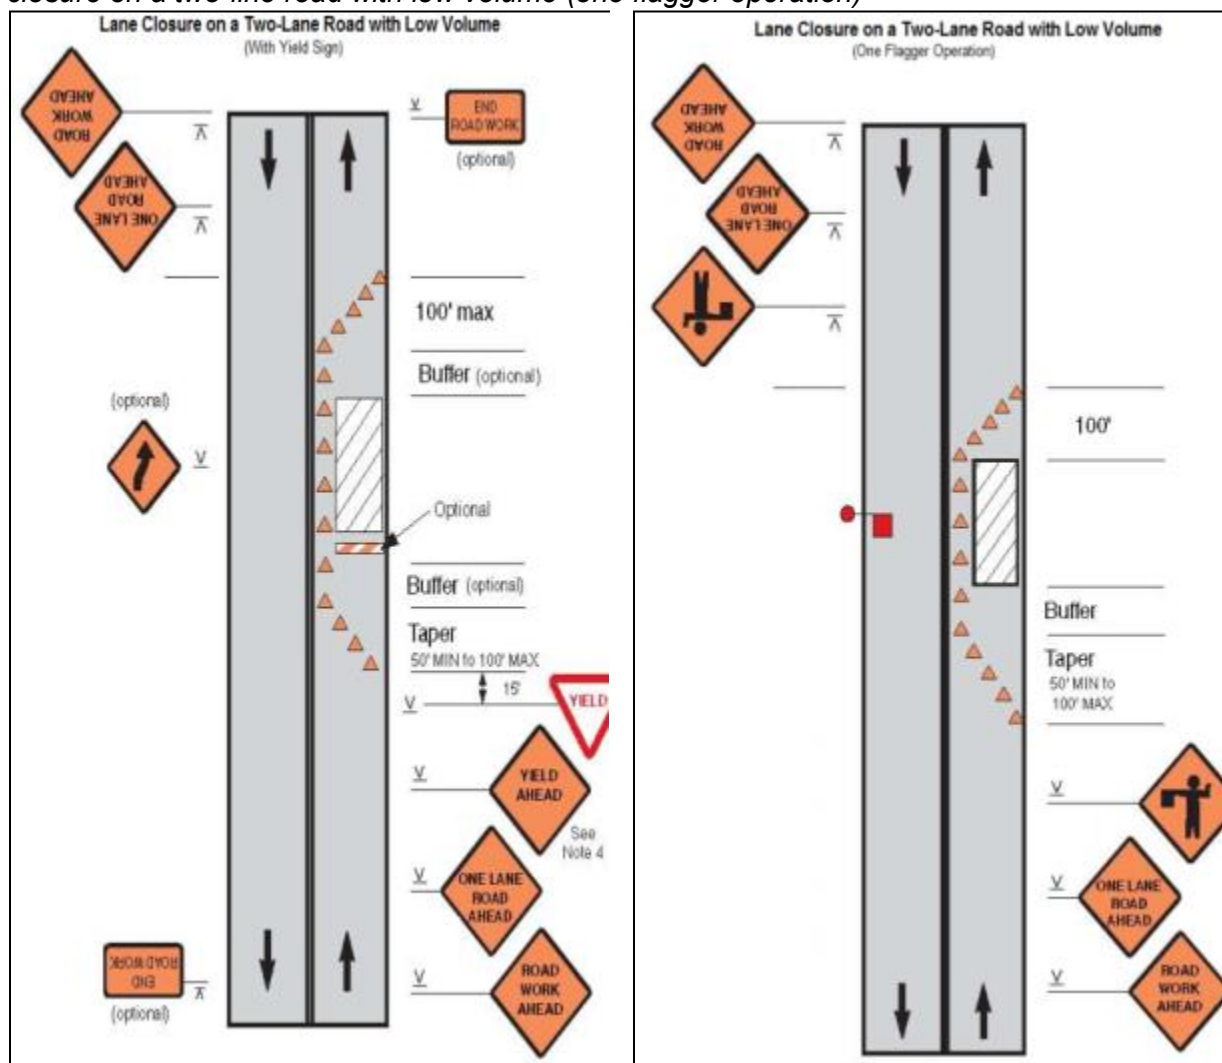 closure on a two-line road with low volume (one flagger operation)
Lane Closure on a Two-Lane Road with Low Volume
(With Yield Sign)
ROAD
WORK
AHEAD
ONE LANE
ROAD
AHEAD
END
ROAD WORK
(optional)
100' max
Buffer (optional)
(optional)
Optional
Buffer (optional)
Taper
50' MIN to 100' MAX
15'
YIELD
YIELD
AHEAD
See
Note 4
ONE LANE
ROAD
AHEAD
ROAD
WORK
AHEAD
END
ROAD WORK
(optional)
Lane Closure on a Two-Lane Road with Low Volume
(One Flagger Operation)
ROAD
WORK
AHEAD
ONE LANE
ROAD
AHEAD
100'
Buffer
Taper
50' MIN to
100' MAX
ONE LANE
ROAD
AHEAD
ROAD
WORK
AHEAD